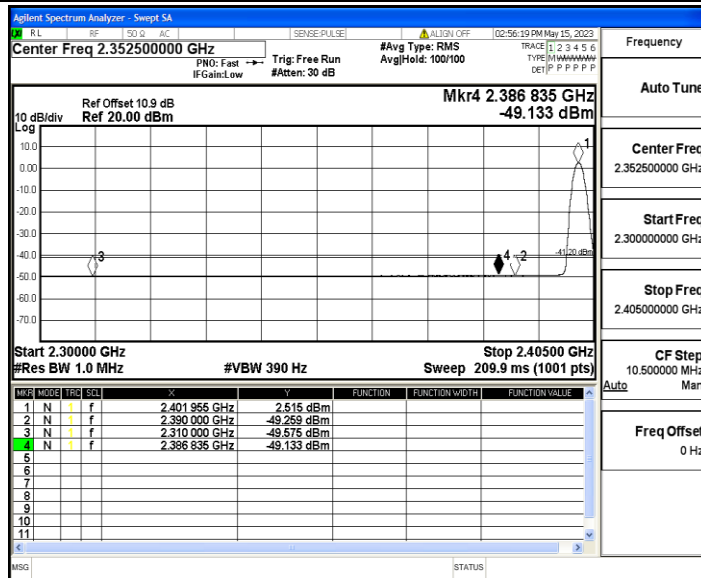 Agilent Spectrum Analyzer - Swept SA
RL RF 50 Ω AC SENSE:PULSE ALIGN OFF 02:56:19 PM May 15, 2023
Center Freq 2.352500000 GHz
PNO: Fast
IFGain:Low
Trig: Free Run
#Atten: 30 dB
#Avg Type: RMS
Avg|Hold: 100/100
TRACE 1 2 3 4 5 6
TYPE M
DET P P P P P P
Frequency
Auto Tune
Center Freq
2.352500000 GHz
Start Freq
2.300000000 GHz
Stop Freq
2.405000000 GHz
CF Step
10.500000 MHz
Auto Man
Freq Offset
0 Hz
Mkr4 2.386 835 GHz
-49.133 dBm
Ref Offset 10.9 dB
10 dB/div Ref 20.00 dBm
Log
10.0
0.00
-10.0
-20.0
-30.0
-40.0
-50.0
-60.0
-70.0
1
3
4
2
-41.20 dBm
Start 2.30000 GHz Stop 2.40500 GHz
#Res BW 1.0 MHz #VBW 390 Hz Sweep 209.9 ms (1001 pts)
MKR MODE TRC SCL X Y FUNCTION FUNCTION WIDTH FUNCTION VALUE
1 N 1 f 2.401 955 GHz 2.515 dBm
2 N 1 f 2.390 000 GHz -49.259 dBm
3 N 1 f 2.310 000 GHz -49.575 dBm
4 N 1 f 2.386 835 GHz -49.133 dBm
5
6
7
8
9
10
11
MSG STATUS